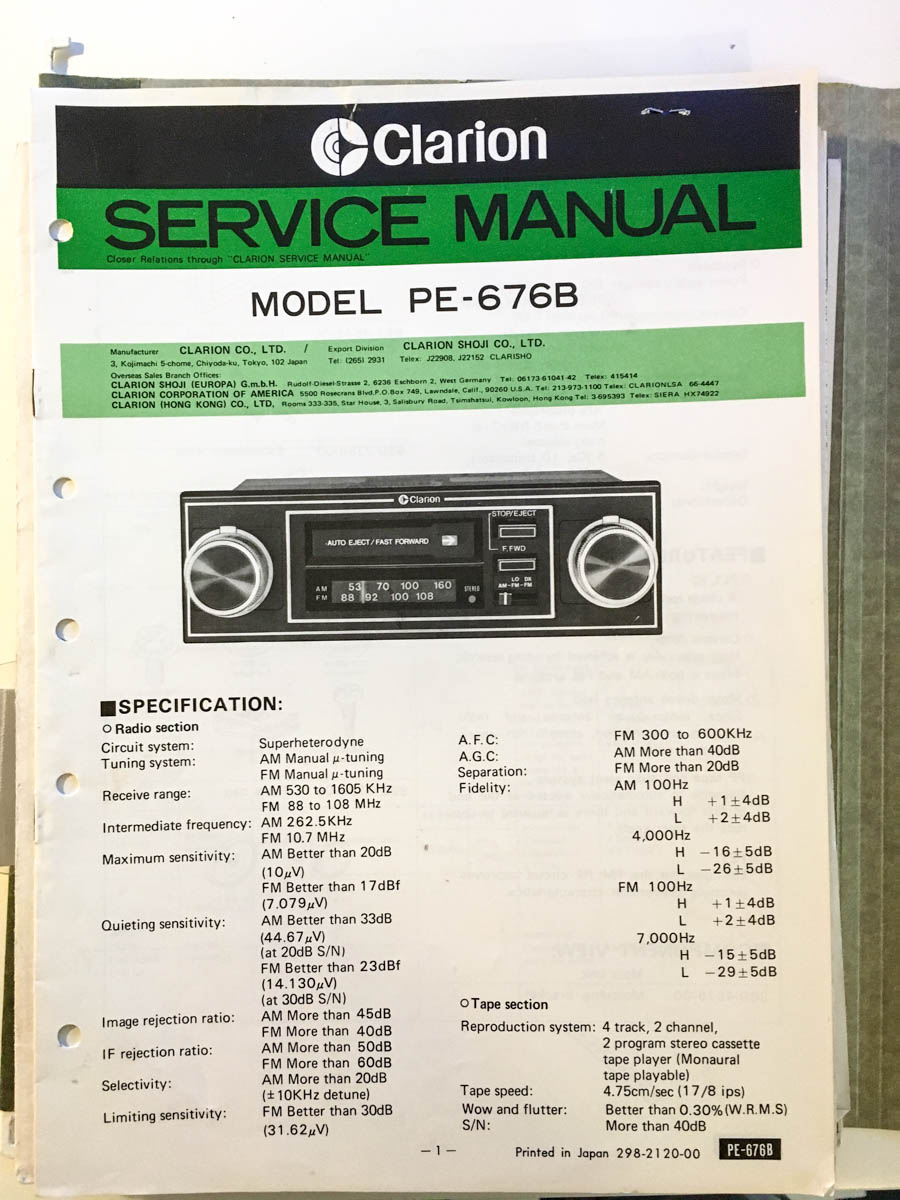 Clarion
SERVICE MANUAL
Closer Relations through "CLARION SERVICE MANUAL"
MODEL PE-676B
Manufacturer CLARION CO., LTD. / Export Division CLARION SHOJI CO., LTD.
3, Kojimachi 5-chome, Chiyoda-ku, Tokyo, 102 Japan Tel: (265) 2931 Telex: J22908, J22152 CLARISHO
Overseas Sales Branch Offices:
CLARION SHOJI (EUROPA) G.m.b.H. Rudolf-Diesel-Strasse 2, 6236 Eschborn 2, West Germany Tel: 06173-61041-42 Telex: 415414
CLARION CORPORATION OF AMERICA 5500 Rosecrans Blvd.P.O.Box 749, Lawndale, Calif., 90260 U.S.A. Tel: 213-973-1100 Telex: CLARIONLSA 66-4447
CLARION (HONG KONG) CO., LTD, Rooms 333-335, Star House, 3, Salisbury Road, Tsimahatsui, Kowloon, Hong Kong Tel: 3-695393 Telex: SIERA HX74922
Clarion
STOP/EJECT
AUTO EJECT/FAST FORWARD
F. FWD
LO DX
AM-FM-FM
AM 53 70 100 160 STEREO
FM 88 92 100 108
■SPECIFICATION:
○ Radio section
Circuit system: Superheterodyne
Tuning system: AM Manual μ-tuning
FM Manual μ-tuning
Receive range: AM 530 to 1605 KHz
FM 88 to 108 MHz
Intermediate frequency: AM 262.5KHz
FM 10.7 MHz
Maximum sensitivity: AM Better than 20dB
(10μV)
FM Better than 17dBf
(7.079μV)
Quieting sensitivity: AM Better than 33dB
(44.67μV)
(at 20dB S/N)
FM Better than 23dBf
(14.130μV)
(at 30dB S/N)
Image rejection ratio: AM More than 45dB
FM More than 40dB
IF rejection ratio: AM More than 50dB
FM More than 60dB
Selectivity: AM More than 20dB
(±10KHz detune)
Limiting sensitivity: FM Better than 30dB
(31.62μV)
A.F.C: FM 300 to 600KHz
A.G.C: AM More than 40dB
Separation: FM More than 20dB
Fidelity: AM 100Hz
H +1±4dB
L +2±4dB
4,000Hz
H −16±5dB
L −26±5dB
FM 100Hz
H +1±4dB
L +2±4dB
7,000Hz
H −15±5dB
L −29±5dB
○ Tape section
Reproduction system: 4 track, 2 channel,
2 program stereo cassette
tape player (Monaural
tape playable)
Tape speed: 4.75cm/sec (17/8 ips)
Wow and flutter: Better than 0.30% (W.R.M.S)
S/N: More than 40dB
— 1 —
Printed in Japan 298-2120-00 PE-676B